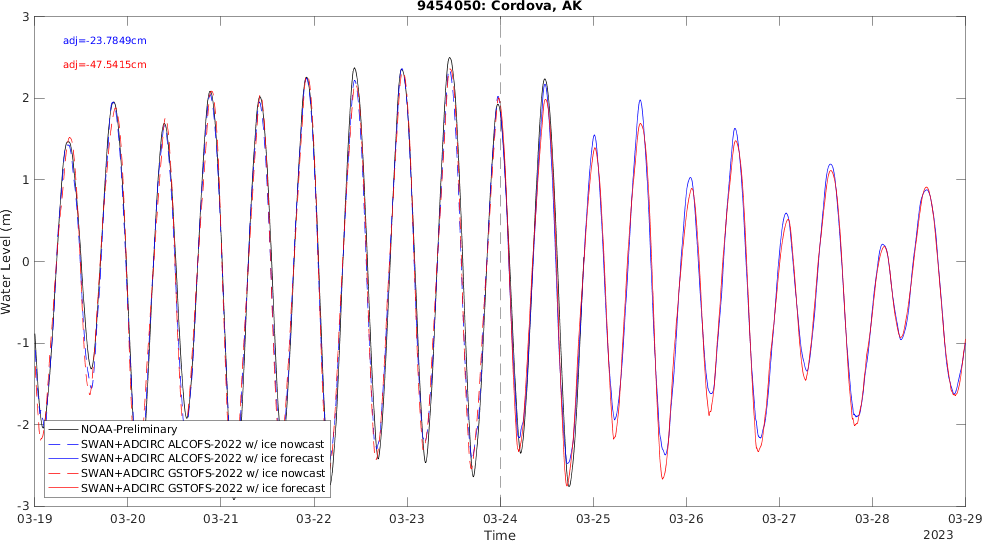 9454050: Cordova, AK
adj=-23.7849cm
adj=-47.5415cm
Water Level (m)
3
2
1
0
-1
-2
-3
NOAA-Preliminary
SWAN+ADCIRC ALCOFS-2022 w/ ice nowcast
SWAN+ADCIRC ALCOFS-2022 w/ ice forecast
SWAN+ADCIRC GSTOFS-2022 w/ ice nowcast
SWAN+ADCIRC GSTOFS-2022 w/ ice forecast
03-19 03-20 03-21 03-22 03-23 03-24 03-25 03-26 03-27 03-28 03-29
Time
2023